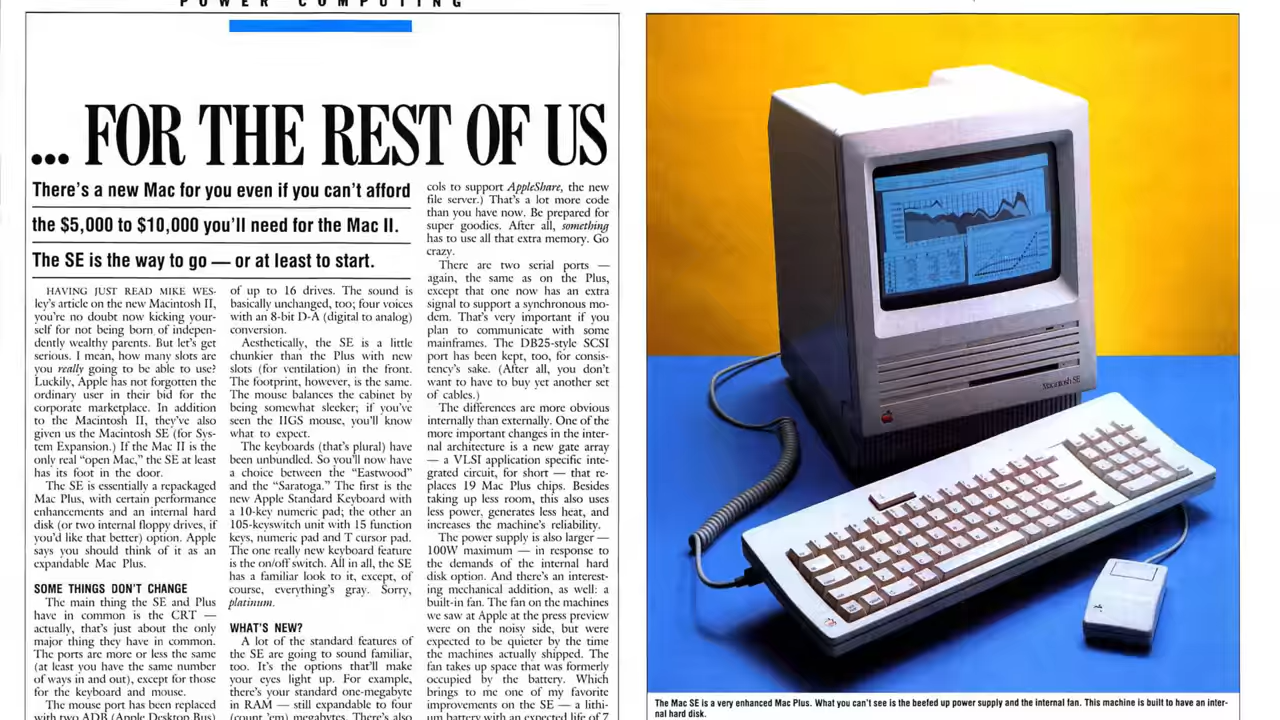 POWER COMPUTING
... FOR THE REST OF US
There's a new Mac for you even if you can't afford
the $5,000 to $10,000 you'll need for the Mac II.
The SE is the way to go — or at least to start.
HAVING JUST READ MIKE WES-
ley's article on the new Macintosh II,
you're no doubt now kicking your-
self for not being born of indepen-
dently wealthy parents. But let's get
serious. I mean, how many slots are
you really going to be able to use?
Luckily, Apple has not forgotten the
ordinary user in their bid for the
corporate marketplace. In addition
to the Macintosh II, they've also
given us the Macintosh SE (for Sys-
tem Expansion.) If the Mac II is the
only real "open Mac," the SE at least
has its foot in the door.
The SE is essentially a repackaged
Mac Plus, with certain performance
enhancements and an internal hard
disk (or two internal floppy drives, if
you'd like that better) option. Apple
says you should think of it as an
expandable Mac Plus.
SOME THINGS DON'T CHANGE
The main thing the SE and Plus
have in common is the CRT —
actually, that's just about the only
major thing they have in common.
The ports are more or less the same
(at least you have the same number
of ways in and out), except for those
for the keyboard and mouse.
The mouse port has been replaced
with two ADB (Apple Desktop Bus)
of up to 16 drives. The sound is
basically unchanged, too; four voices
with an 8-bit D-A (digital to analog)
conversion.
Aesthetically, the SE is a little
chunkier than the Plus with new
slots (for ventilation) in the front.
The footprint, however, is the same.
The mouse balances the cabinet by
being somewhat sleeker; if you've
seen the IIGS mouse, you'll know
what to expect.
The keyboards (that's plural) have
been unbundled. So you'll now have
a choice between the "Eastwood"
and the "Saratoga." The first is the
new Apple Standard Keyboard with
a 10-key numeric pad; the other an
105-keyswitch unit with 15 function
keys, numeric pad and T cursor pad.
The one really new keyboard feature
is the on/off switch. All in all, the SE
has a familiar look to it, except, of
course, everything's gray. Sorry,
platinum.
WHAT'S NEW?
A lot of the standard features of
the SE are going to sound familiar,
too. It's the options that'll make
your eyes light up. For example,
there's your standard one-megabyte
in RAM — still expandable to four
(count 'em) megabytes. There's also
cols to support AppleShare, the new
file server.) That's a lot more code
than you have now. Be prepared for
super goodies. After all, something
has to use all that extra memory. Go
crazy.
There are two serial ports —
again, the same as on the Plus,
except that one now has an extra
signal to support a synchronous mo-
dem. That's very important if you
plan to communicate with some
mainframes. The DB25-style SCSI
port has been kept, too, for consis-
tency's sake. (After all, you don't
want to have to buy yet another set
of cables.)
The differences are more obvious
internally than externally. One of the
more important changes in the inter-
nal architecture is a new gate array
— a VLSI application specific inte-
grated circuit, for short — that re-
places 19 Mac Plus chips. Besides
taking up less room, this also uses
less power, generates less heat, and
increases the machine's reliability.
The power supply is also larger —
100W maximum — in response to
the demands of the internal hard
disk option. And there's an interest-
ing mechanical addition, as well: a
built-in fan. The fan on the machines
we saw at Apple at the press preview
were on the noisy side, but were
expected to be quieter by the time
the machines actually shipped. The
fan takes up space that was formerly
occupied by the battery. Which
brings to me one of my favorite
improvements on the SE — a lithi-
um battery with an expected life of 7
Macintosh SE
The Mac SE is a very enhanced Mac Plus. What you can't see is the beefed up power supply and the internal fan. This machine is built to have an inter-
nal hard disk.